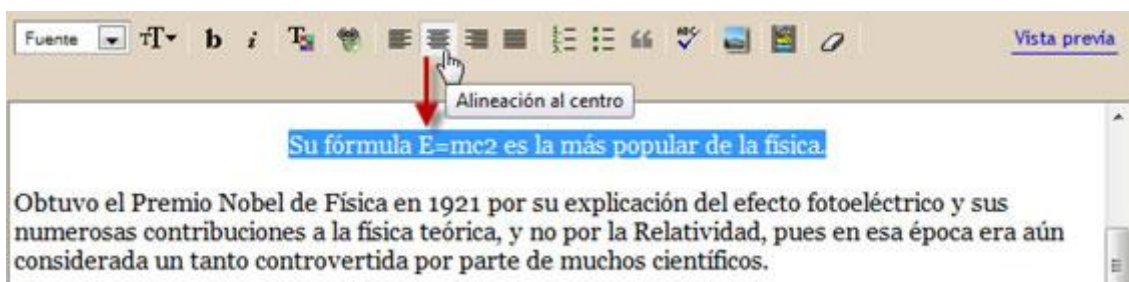 Fuente T b i T Vista previa
ABC
Alineación al centro
Su fórmula E=mc2 es la más popular de la física.
Obtuvo el Premio Nobel de Física en 1921 por su explicación del efecto fotoeléctrico y sus
numerosas contribuciones a la física teórica, y no por la Relatividad, pues en esa época era aún
considerada un tanto controvertida por parte de muchos científicos.